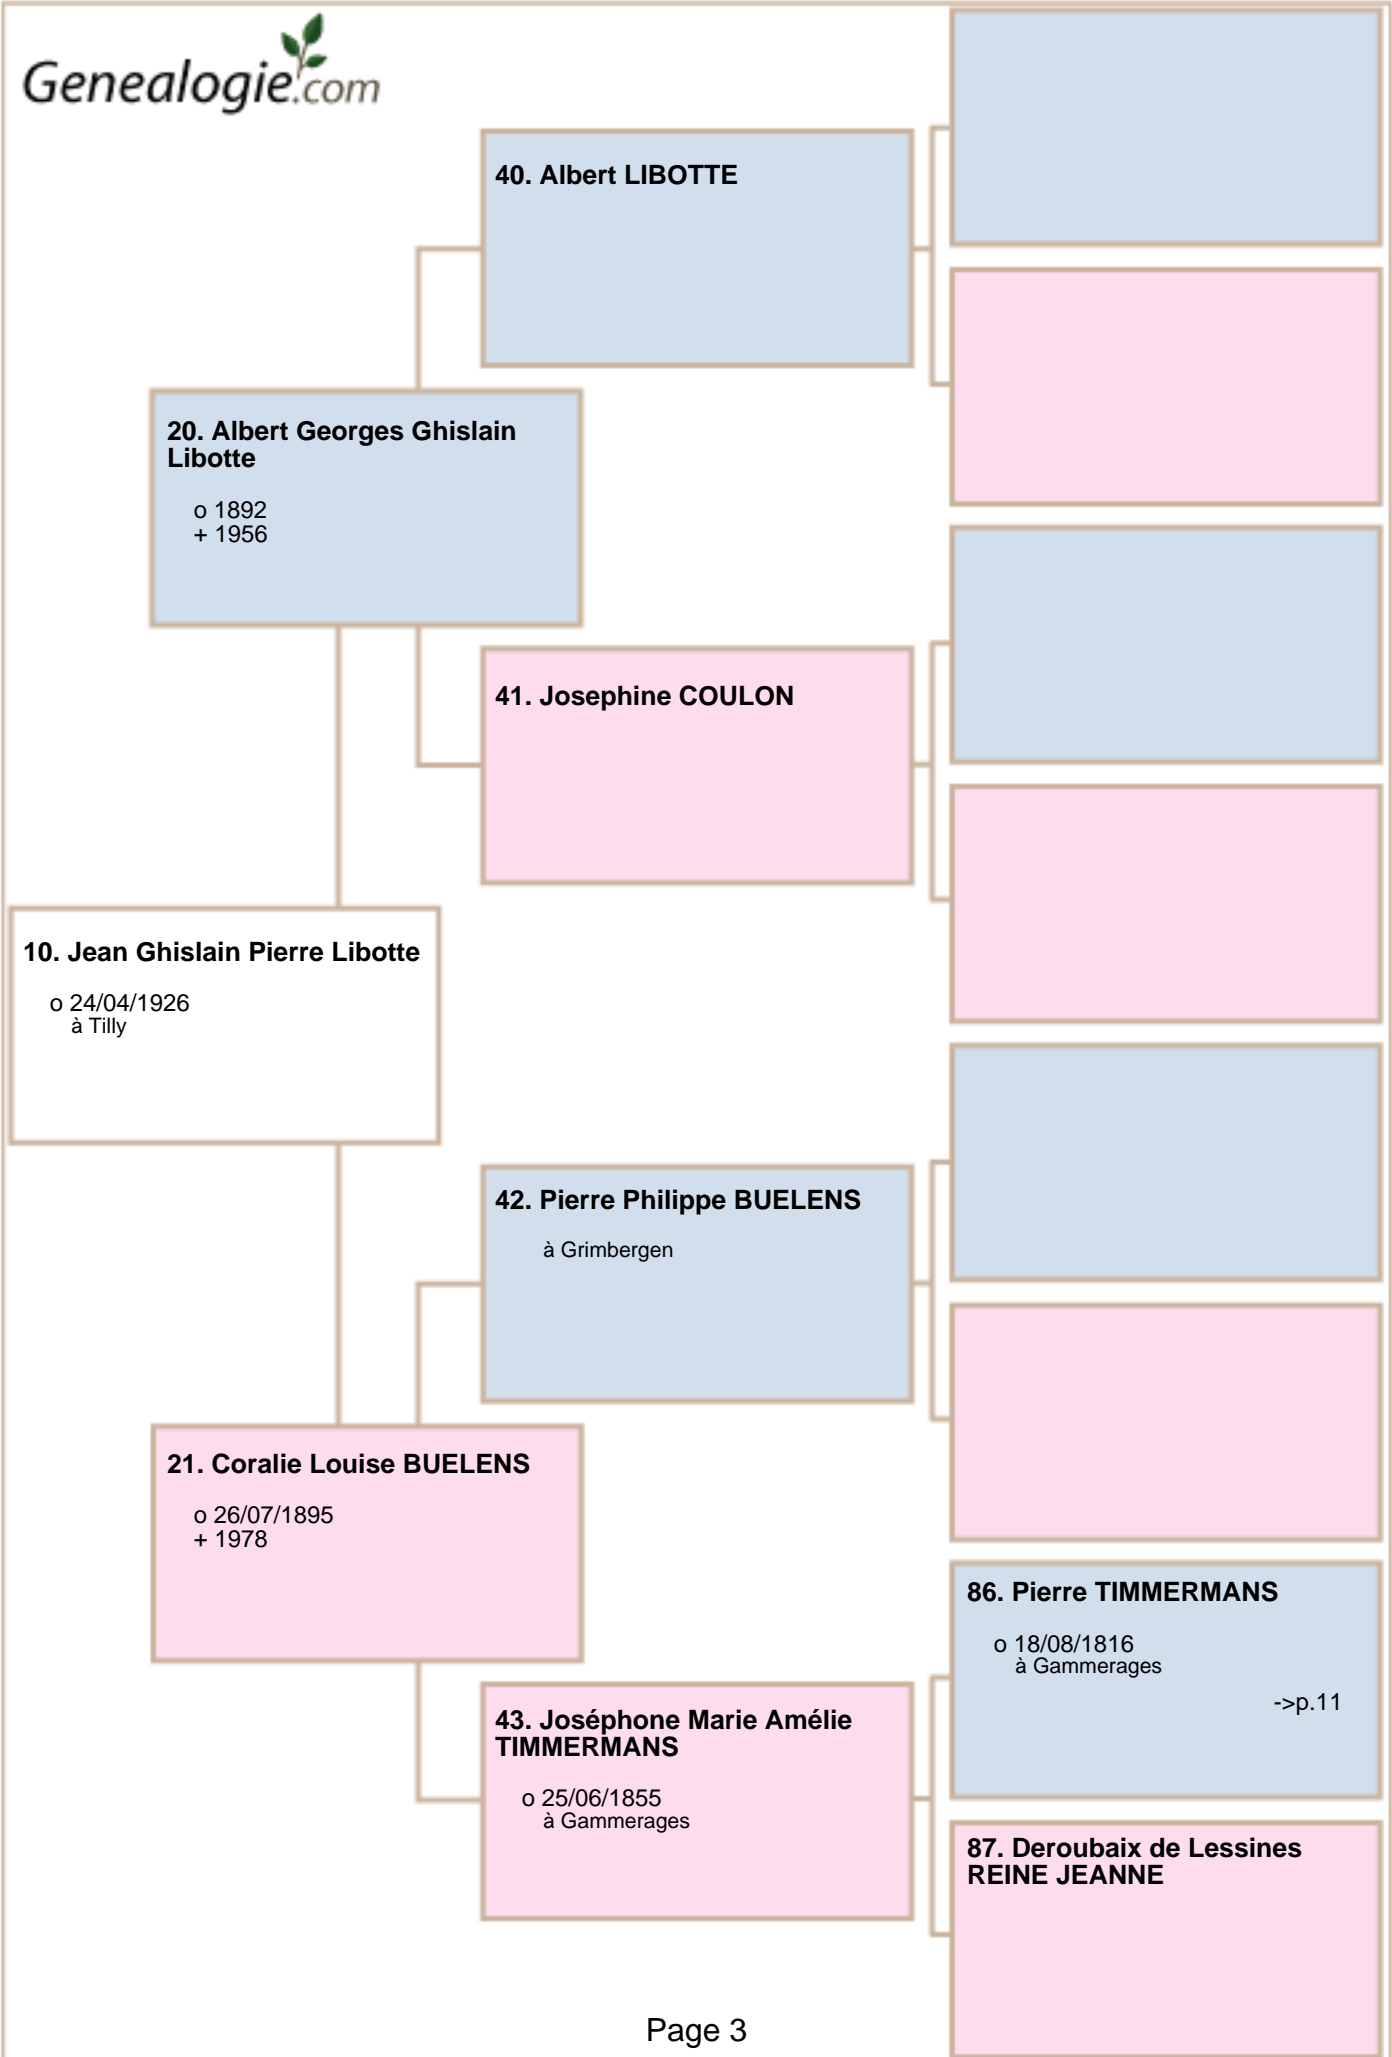 Genealogie.com
40. Albert LIBOTTE
20. Albert Georges Ghislain
Libotte
o 1892
+ 1956
41. Josephine COULON
10. Jean Ghislain Pierre Libotte
o 24/04/1926
à Tilly
42. Pierre Philippe BUELENS
à Grimbergen
21. Coralie Louise BUELENS
o 26/07/1895
+ 1978
86. Pierre TIMMERMANS
o 18/08/1816
à Gammerages
->p.11
43. Joséphone Marie Amélie
TIMMERMANS
o 25/06/1855
à Gammerages
87. Deroubaix de Lessines
REINE JEANNE
Page 3